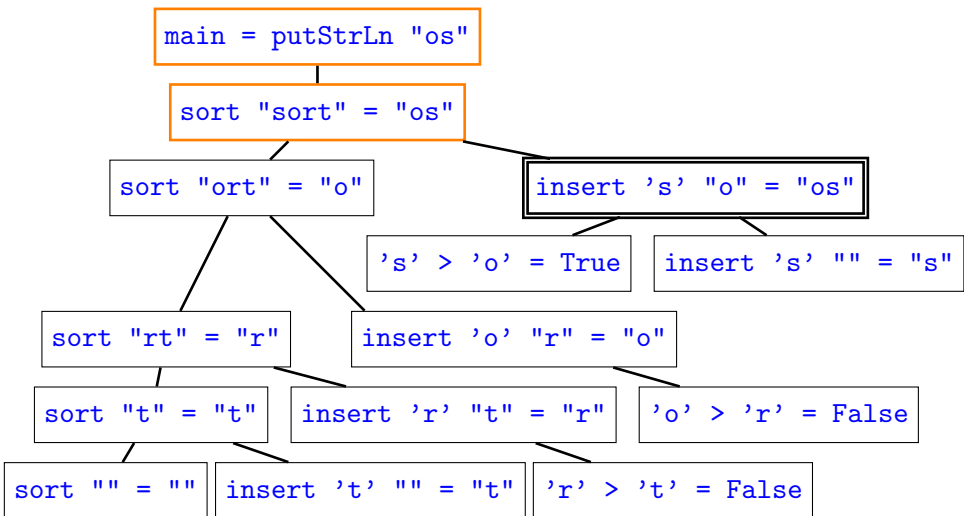 main = putStrLn "os"
sort "sort" = "os"
sort "ort" = "o"
insert 's' "o" = "os"
's' > 'o' = True
insert 's' "" = "s"
sort "rt" = "r"
insert 'o' "r" = "o"
sort "t" = "t"
insert 'r' "t" = "r"
'o' > 'r' = False
sort "" = ""
insert 't' "" = "t"
'r' > 't' = False